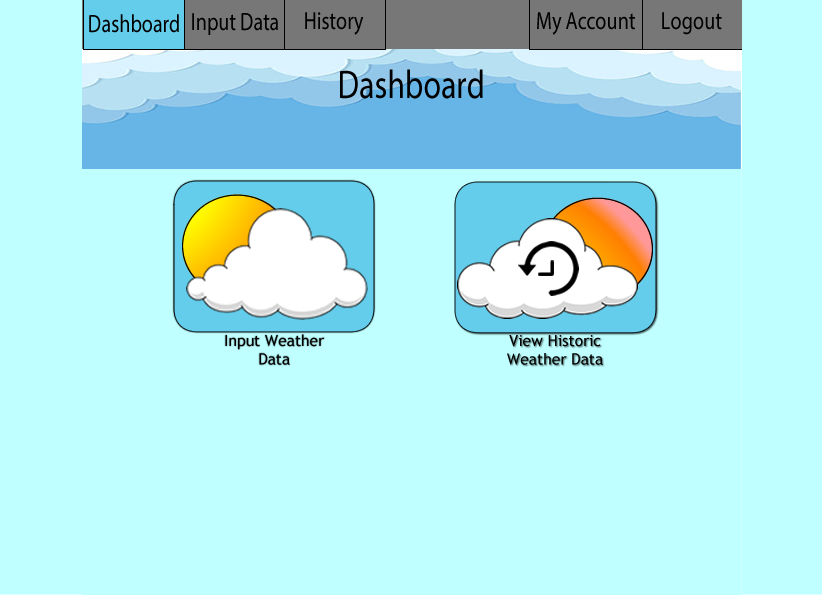 Dashboard Input Data History My Account Logout
Dashboard
Input Weather
Data
View Historic
Weather Data